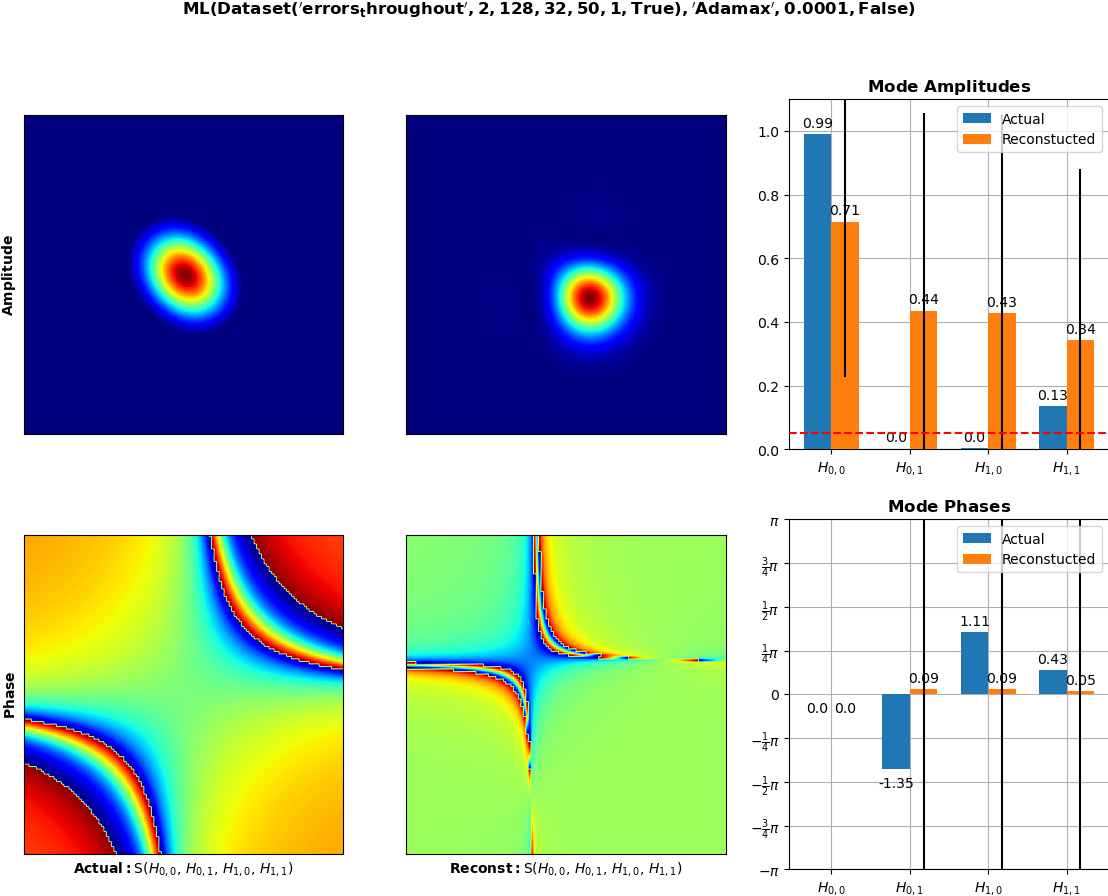 ML(Dataset('errors_throughout', 2, 128, 32, 50, 1, True), 'Adamax', 0.0001, False)
Amplitude
Mode Amplitudes
Actual
Reconstucted
1.0
0.8
0.6
0.4
0.2
0.0
0.99
0.71
0.0
0.44
0.0
0.43
0.13
0.34
H0,0
H0,1
H1,0
H1,1
Phase
Actual: S(H0,0, H0,1, H1,0, H1,1)
Reconst: S(H0,0, H0,1, H1,0, H1,1)
Mode Phases
Actual
Reconstucted
π
3/4π
1/2π
1/4π
0
−1/4π
−1/2π
−3/4π
−π
0.0
0.0
-1.35
0.09
1.11
0.09
0.43
0.05
H0,0
H0,1
H1,0
H1,1